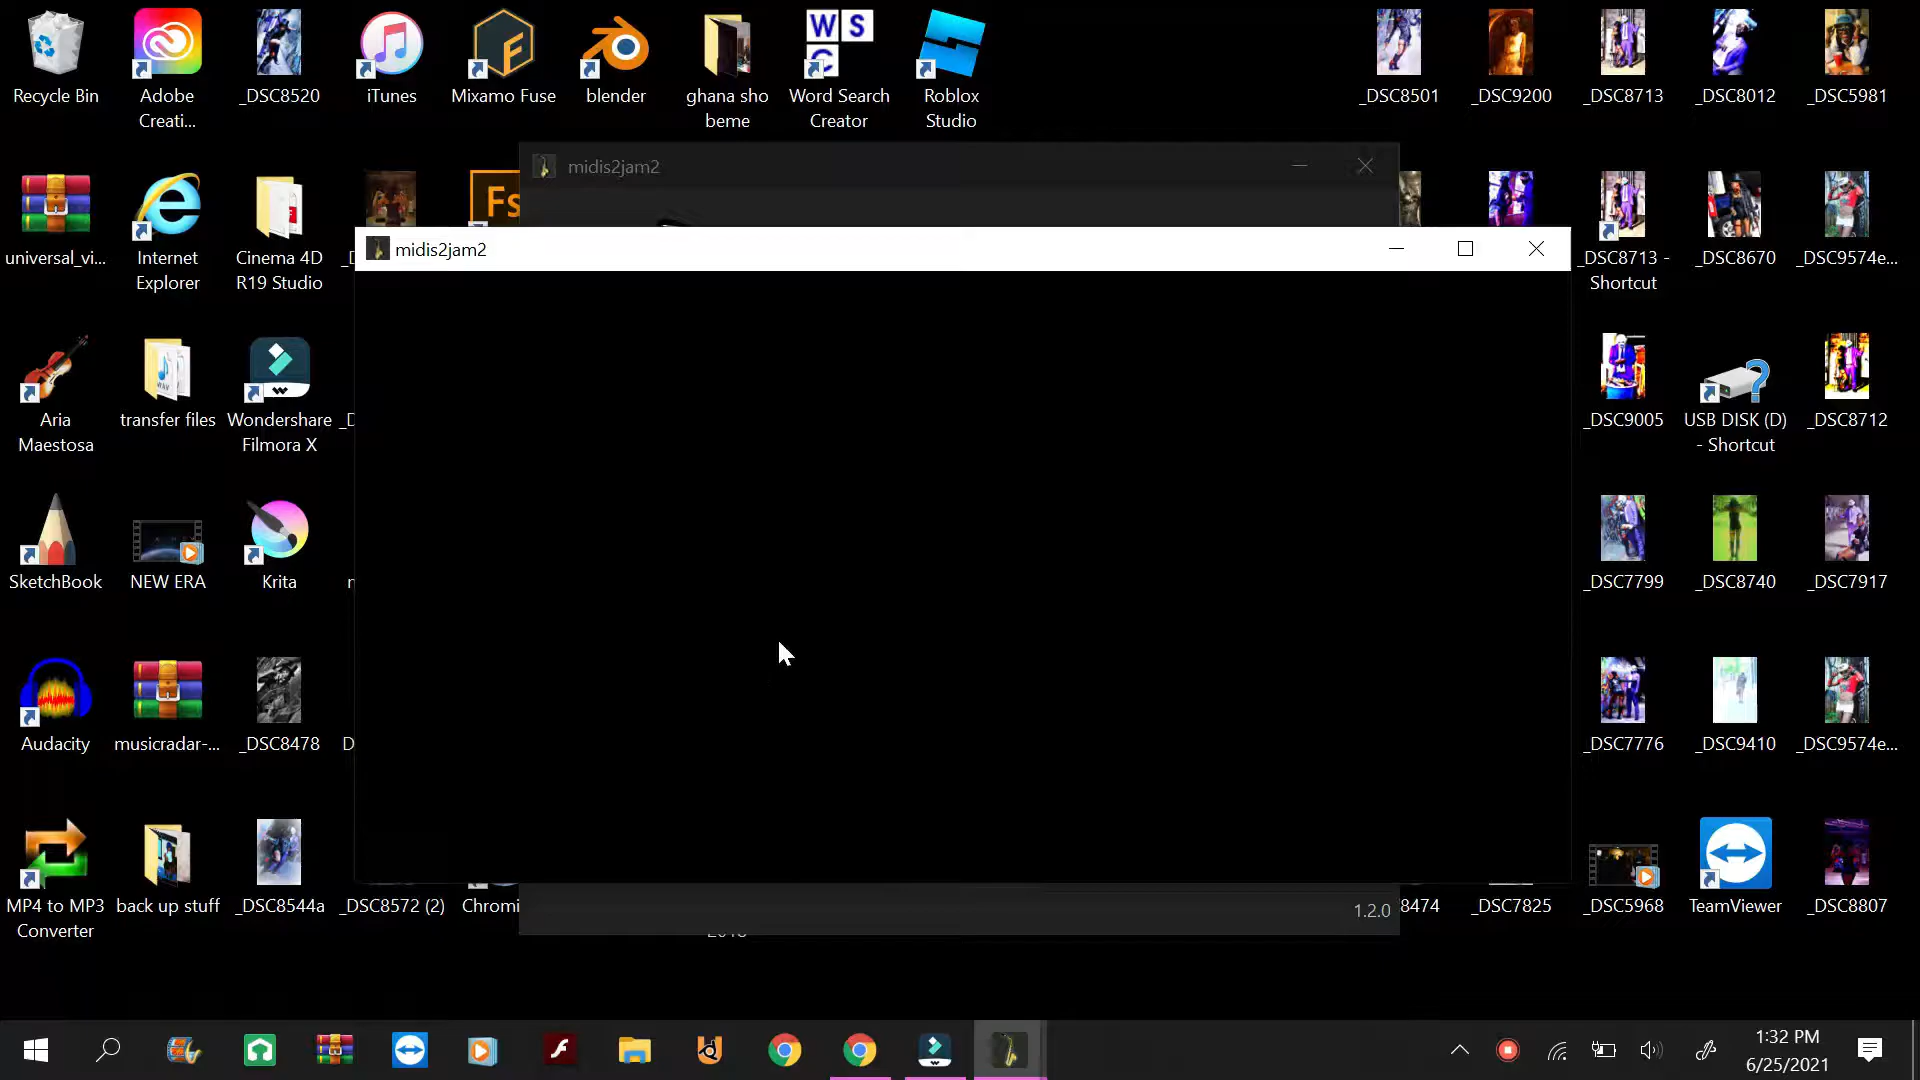 Recycle Bin
Adobe
Creati...
_DSC8520
iTunes
Mixamo Fuse
blender
ghana sho
beme
W S
C
Word Search
Creator
Roblox
Studio
_DSC8501
_DSC9200
_DSC8713
_DSC8012
_DSC5981
midis2jam2
universal_vi...
Internet
Explorer
Cinema 4D
R19 Studio
Fs
midis2jam2
_DSC8713 -
Shortcut
_DSC8670
_DSC9574e...
Aria
Maestosa
WAV
transfer files
Wondershare
Filmora X
_DSC9005
USB DISK (D)
- Shortcut
_DSC8712
SketchBook
NEW ERA
Krita
_DSC7799
_DSC8740
_DSC7917
Audacity
musicradar-...
_DSC8478
_DSC7776
_DSC9410
_DSC9574e...
MP4 to MP3
Converter
back up stuff
_DSC8544a
_DSC8572 (2)
Chromi
1.2.0
8474
_DSC7825
_DSC5968
TeamViewer
_DSC8807
1:32 PM
6/25/2021